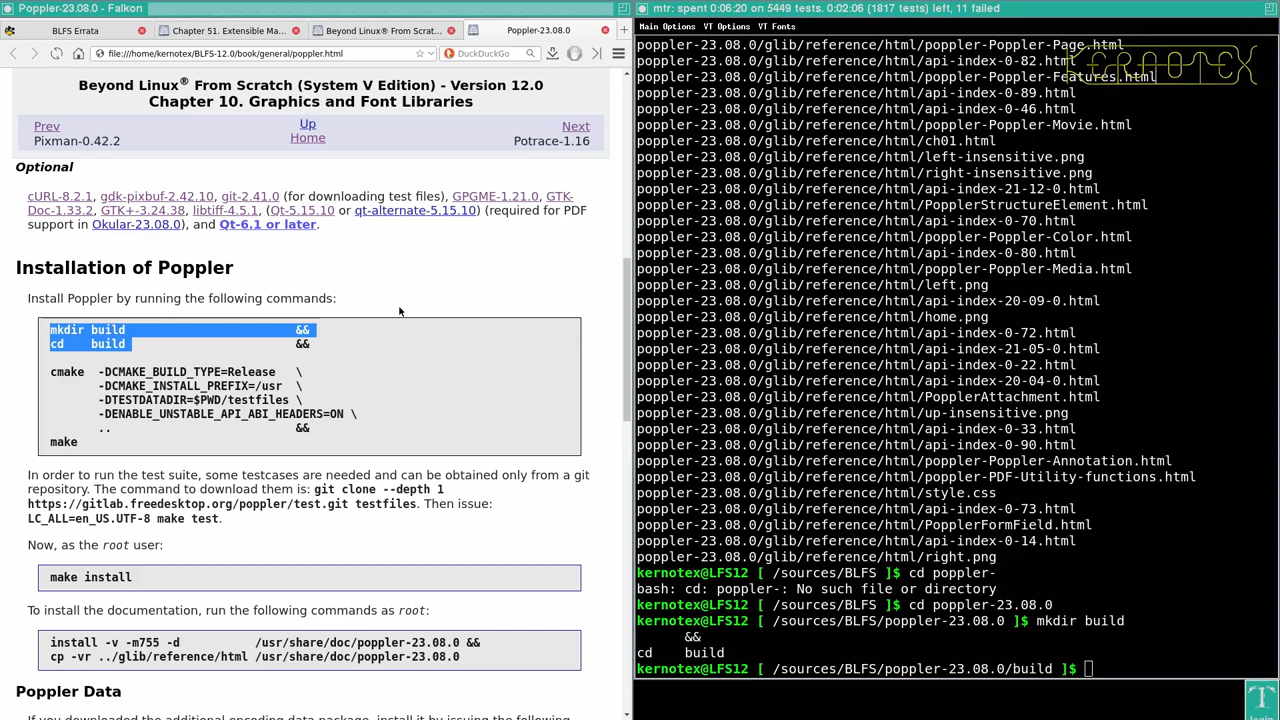 Poppler-23.08.0 - Falkon
BLFS Errata
Chapter 51. Extensible Ma...
Beyond Linux® From Scrat...
Poppler-23.08.0
file:///home/kernotex/BLFS-12.0/book/general/poppler.html
DuckDuckGo
Beyond Linux® From Scratch (System V Edition) - Version 12.0
Chapter 10. Graphics and Font Libraries
Prev
Up
Next
Pixman-0.42.2
Home
Potrace-1.16
Optional
cURL-8.2.1, gdk-pixbuf-2.42.10, git-2.41.0 (for downloading test files), GPGME-1.21.0, GTK-
Doc-1.33.2, GTK+-3.24.38, libtiff-4.5.1, (Qt-5.15.10 or qt-alternate-5.15.10) (required for PDF
support in Okular-23.08.0), and Qt-6.1 or later.
Installation of Poppler
Install Poppler by running the following commands:
mkdir build &&
cd build &&
cmake -DCMAKE_BUILD_TYPE=Release \
-DCMAKE_INSTALL_PREFIX=/usr \
-DTESTDATADIR=$PWD/testfiles \
-DENABLE_UNSTABLE_API_ABI_HEADERS=ON \
.. &&
make
In order to run the test suite, some testcases are needed and can be obtained only from a git
repository. The command to download them is: git clone --depth 1
https://gitlab.freedesktop.org/poppler/test.git testfiles. Then issue:
LC_ALL=en_US.UTF-8 make test.
Now, as the root user:
make install
To install the documentation, run the following commands as root:
install -v -m755 -d /usr/share/doc/poppler-23.08.0 &&
cp -vr ../glib/reference/html /usr/share/doc/poppler-23.08.0
Poppler Data
If you downloaded the additional encoding data package, install it by issuing the following
mtr: spent 0:06:20 on 5449 tests. 0:02:06 (1817 tests) left, 11 failed
Main Options VT Options VT Fonts
poppler-23.08.0/glib/reference/html/poppler-Poppler-Page.html
poppler-23.08.0/glib/reference/html/api-index-0-82.html
poppler-23.08.0/glib/reference/html/poppler-Poppler-Features.html
poppler-23.08.0/glib/reference/html/api-index-0-89.html
poppler-23.08.0/glib/reference/html/api-index-0-46.html
poppler-23.08.0/glib/reference/html/poppler-Poppler-Movie.html
poppler-23.08.0/glib/reference/html/ch01.html
poppler-23.08.0/glib/reference/html/left-insensitive.png
poppler-23.08.0/glib/reference/html/right-insensitive.png
poppler-23.08.0/glib/reference/html/api-index-21-12-0.html
poppler-23.08.0/glib/reference/html/PopplerStructureElement.html
poppler-23.08.0/glib/reference/html/api-index-0-70.html
poppler-23.08.0/glib/reference/html/poppler-Poppler-Color.html
poppler-23.08.0/glib/reference/html/api-index-0-80.html
poppler-23.08.0/glib/reference/html/poppler-Poppler-Media.html
poppler-23.08.0/glib/reference/html/left.png
poppler-23.08.0/glib/reference/html/api-index-20-09-0.html
poppler-23.08.0/glib/reference/html/home.png
poppler-23.08.0/glib/reference/html/api-index-0-72.html
poppler-23.08.0/glib/reference/html/api-index-21-05-0.html
poppler-23.08.0/glib/reference/html/api-index-0-22.html
poppler-23.08.0/glib/reference/html/api-index-20-04-0.html
poppler-23.08.0/glib/reference/html/PopplerAttachment.html
poppler-23.08.0/glib/reference/html/up-insensitive.png
poppler-23.08.0/glib/reference/html/api-index-0-33.html
poppler-23.08.0/glib/reference/html/api-index-0-90.html
poppler-23.08.0/glib/reference/html/poppler-Poppler-Annotation.html
poppler-23.08.0/glib/reference/html/poppler-PDF-Utility-functions.html
poppler-23.08.0/glib/reference/html/style.css
poppler-23.08.0/glib/reference/html/api-index-0-73.html
poppler-23.08.0/glib/reference/html/PopplerFormField.html
poppler-23.08.0/glib/reference/html/api-index-0-14.html
poppler-23.08.0/glib/reference/html/right.png
kernotex@LFS12 [ /sources/BLFS ]$ cd poppler-
bash: cd: poppler-: No such file or directory
kernotex@LFS12 [ /sources/BLFS ]$ cd poppler-23.08.0
kernotex@LFS12 [ /sources/BLFS/poppler-23.08.0 ]$ mkdir build
&&
cd build
kernotex@LFS12 [ /sources/BLFS/poppler-23.08.0/build ]$
KERNOTEX
login